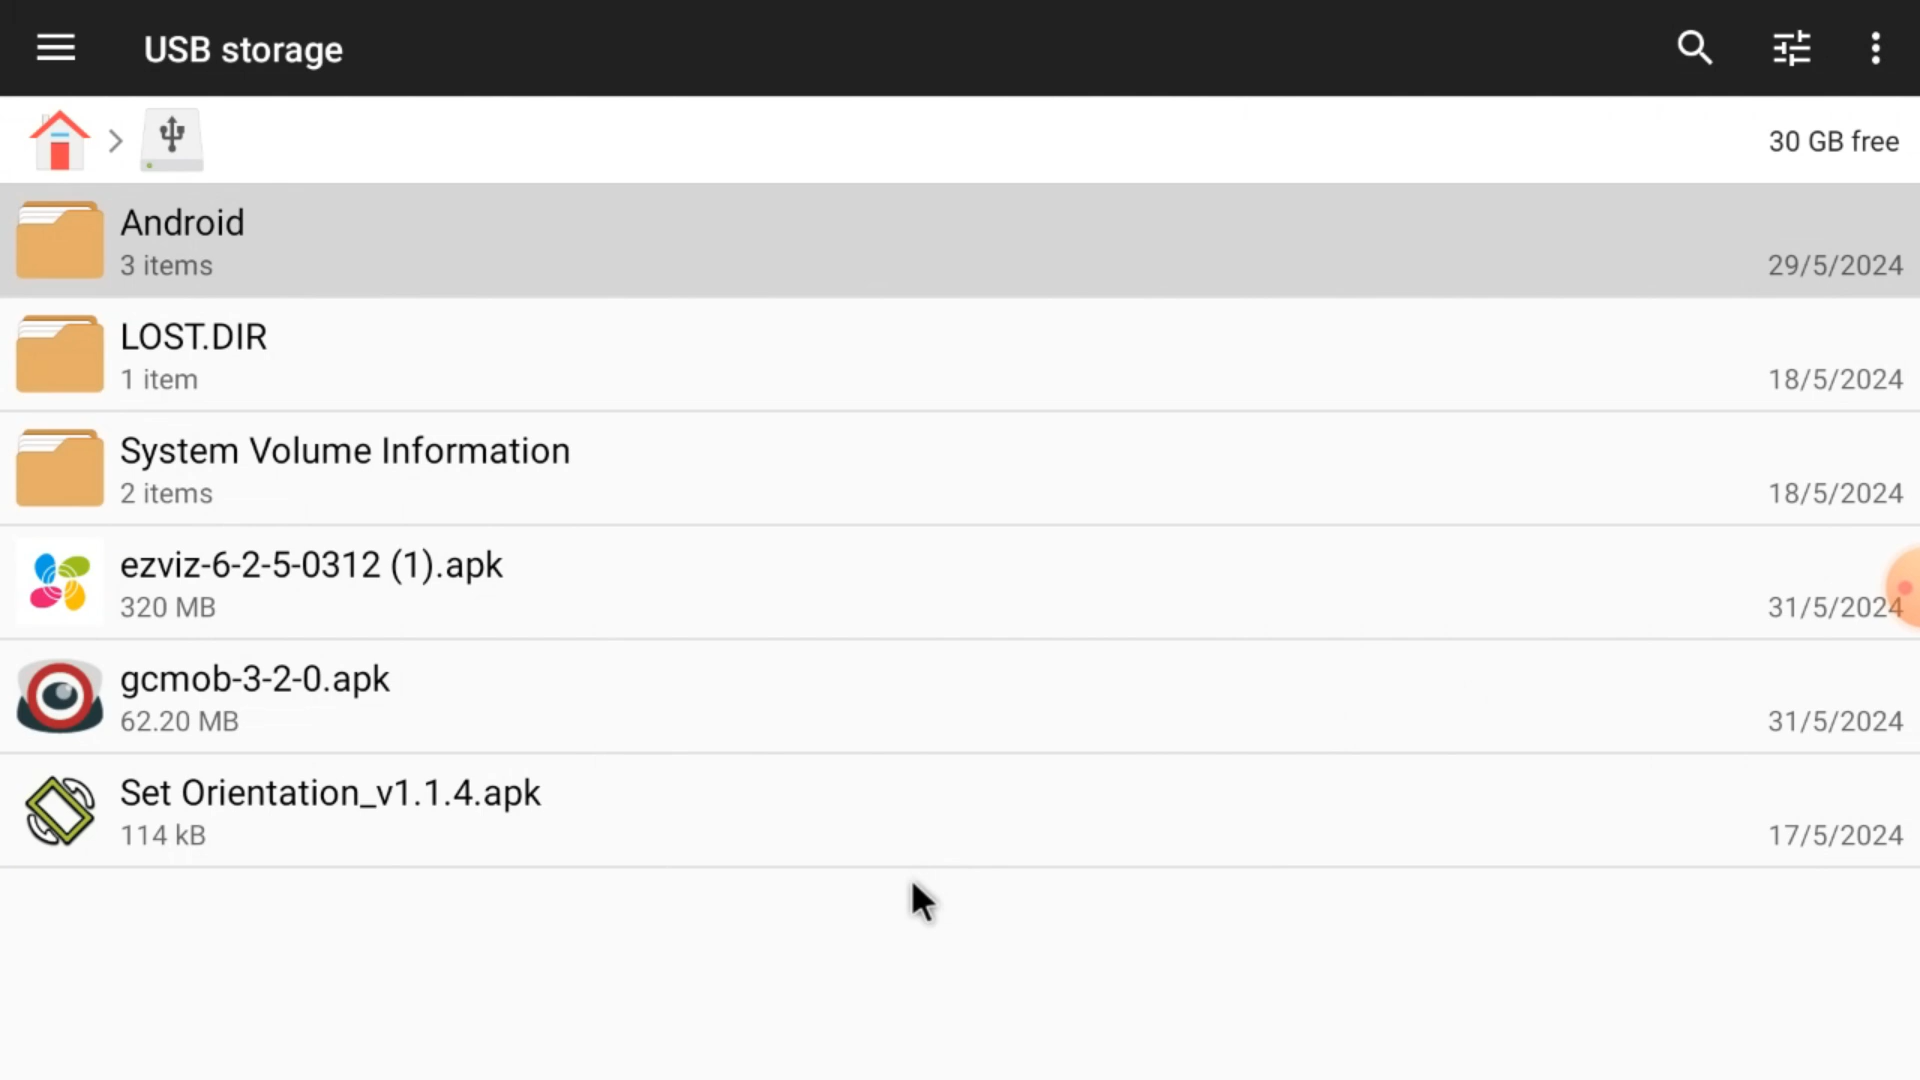 USB storage
30 GB free
Android
3 items
29/5/2024
LOST.DIR
1 item
18/5/2024
System Volume Information
2 items
18/5/2024
ezviz-6-2-5-0312 (1).apk
320 MB
31/5/2024
gcmob-3-2-0.apk
62.20 MB
31/5/2024
Set Orientation_v1.1.4.apk
114 kB
17/5/2024